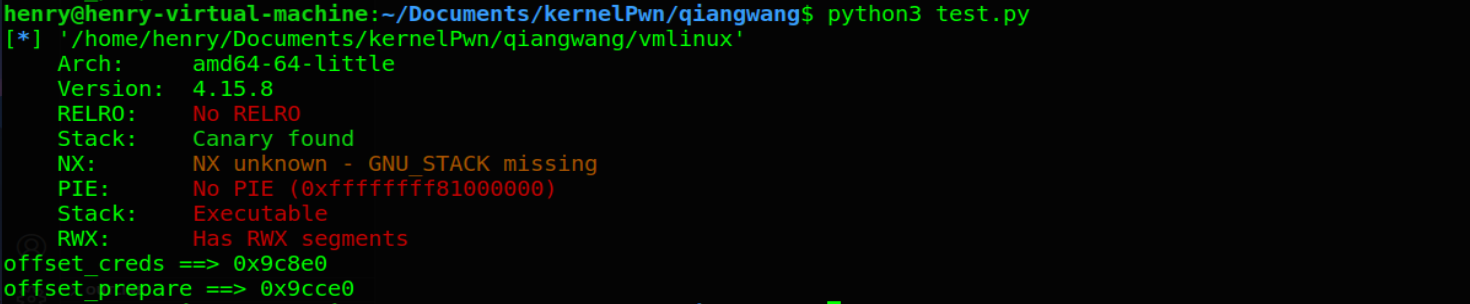 henry@henry-virtual-machine:~/Documents/kernelPwn/qiangwang$ python3 test.py
[*] '/home/henry/Documents/kernelPwn/qiangwang/vmlinux'
    Arch:     amd64-64-little
    Version:  4.15.8
    RELRO:    No RELRO
    Stack:    Canary found
    NX:       NX unknown - GNU_STACK missing
    PIE:      No PIE (0xffffffff81000000)
    Stack:    Executable
    RWX:      Has RWX segments
offset_creds ==> 0x9c8e0
offset_prepare ==> 0x9cce0